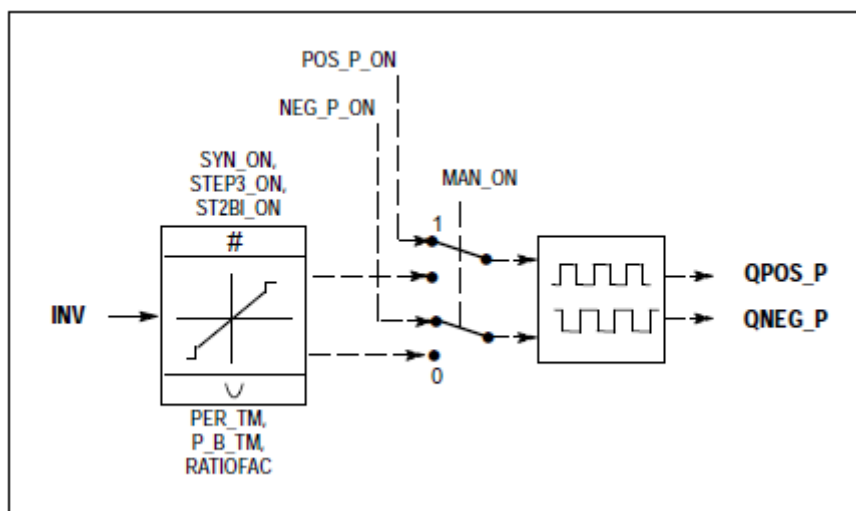 POS_P_ON
NEG_P_ON
SYN_ON,
STEP3_ON,
ST2BI_ON
MAN_ON
#
1
INV
QPOS_P
QNEG_P
0
PER_TM,
P_B_TM,
RATIOFAC